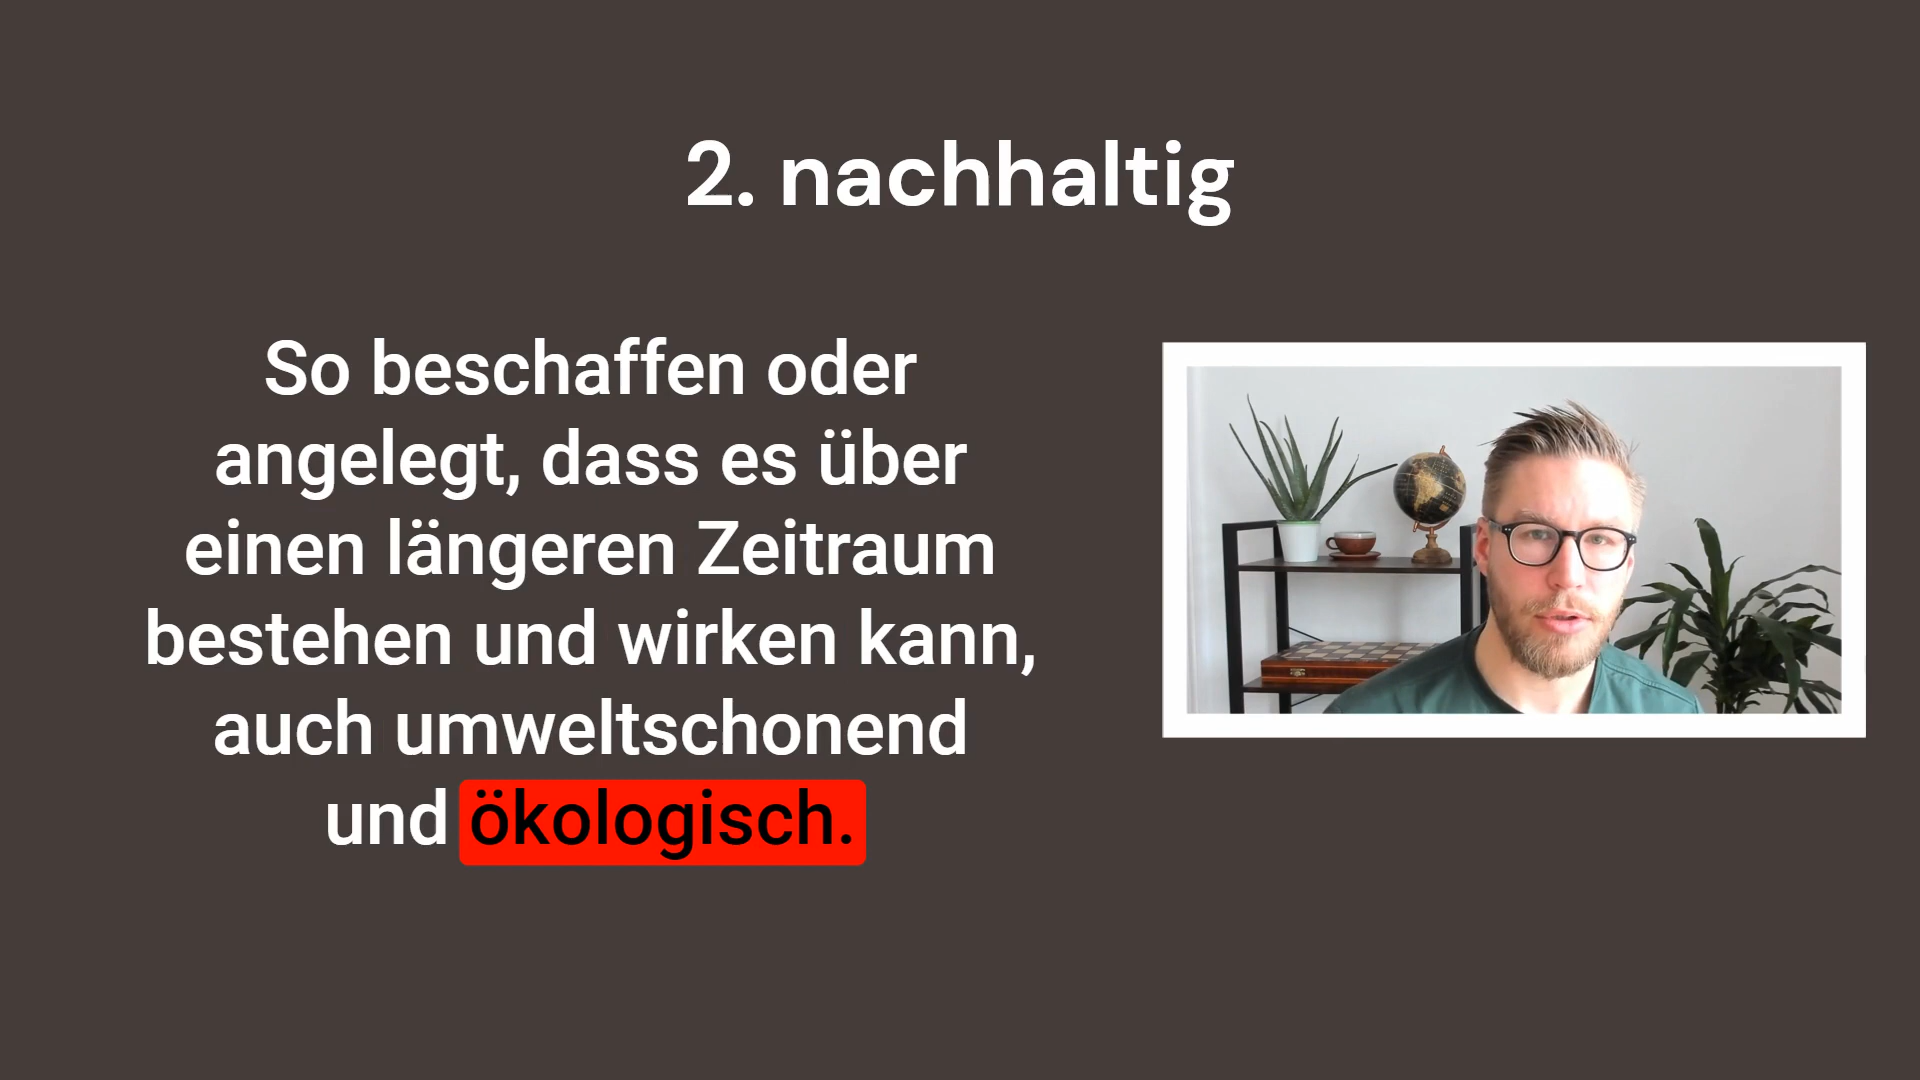 2. nachhaltig
So beschaffen oder
angelegt, dass es über
einen längeren Zeitraum
bestehen und wirken kann,
auch umweltschonend
und ökologisch.